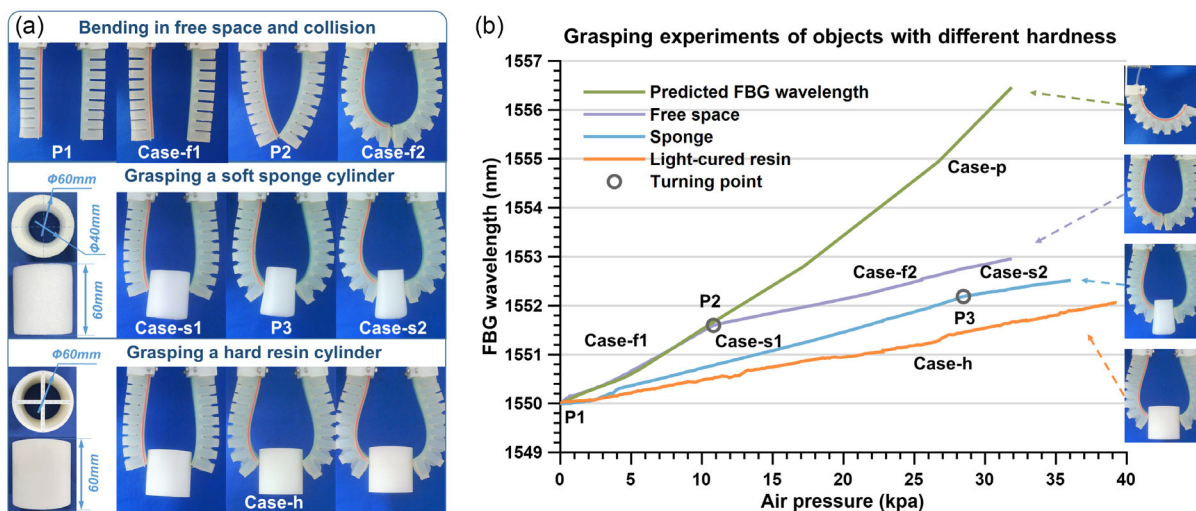 (a)
Bending in free space and collision
P1
Case-f1
P2
Case-f2
Grasping a soft sponge cylinder
Φ60mm
Φ40mm
60mm
Case-s1
P3
Case-s2
Grasping a hard resin cylinder
Φ60mm
60mm
Case-h
(b)
Grasping experiments of objects with different hardness
1557
1556
1555
1554
1553
1552
1551
1550
1549
FBG wavelength (nm)
Predicted FBG wavelength
Free space
Sponge
Light-cured resin
Turning point
Case-p
Case-f2
Case-s2
P2
P3
Case-f1
Case-s1
Case-h
P1
0 5 10 15 20 25 30 35 40
Air pressure (kpa)